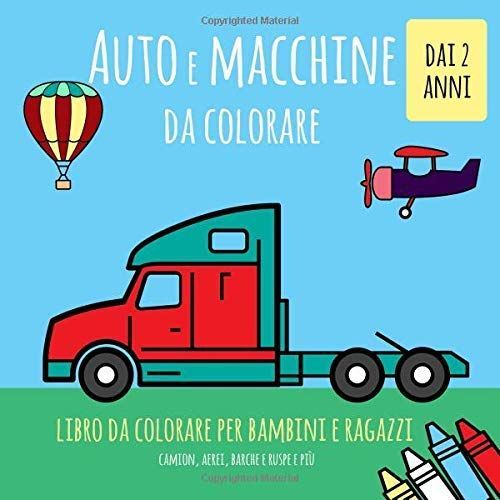 Copyrighted Material
AUTO E MACCHINE
DA COLORARE
DAI 2
ANNI
LIBRO DA COLORARE PER BAMBINI E RAGAZZI
CAMION, AEREI, BARCHE E RUSPE E PIÙ
Copyrighted Material